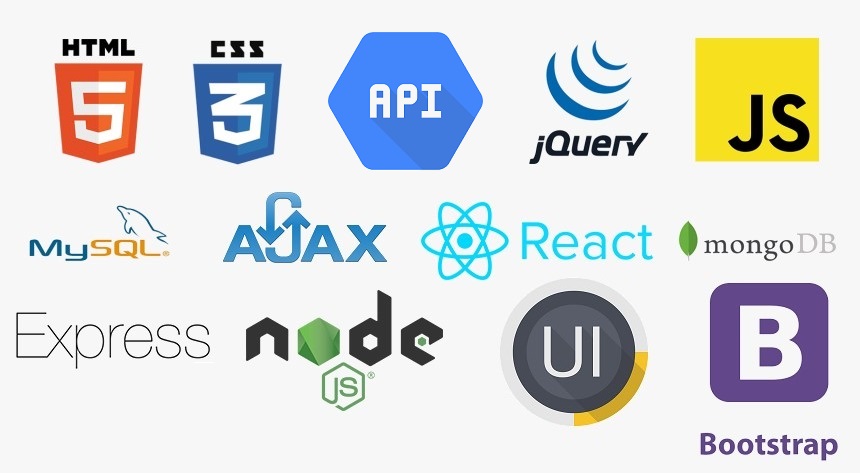 HTML
5
CSS
3
API
jQuery
JS
MySQL®
AJAX
React
mongoDB
Express
node
JS®
UI
B
Bootstrap